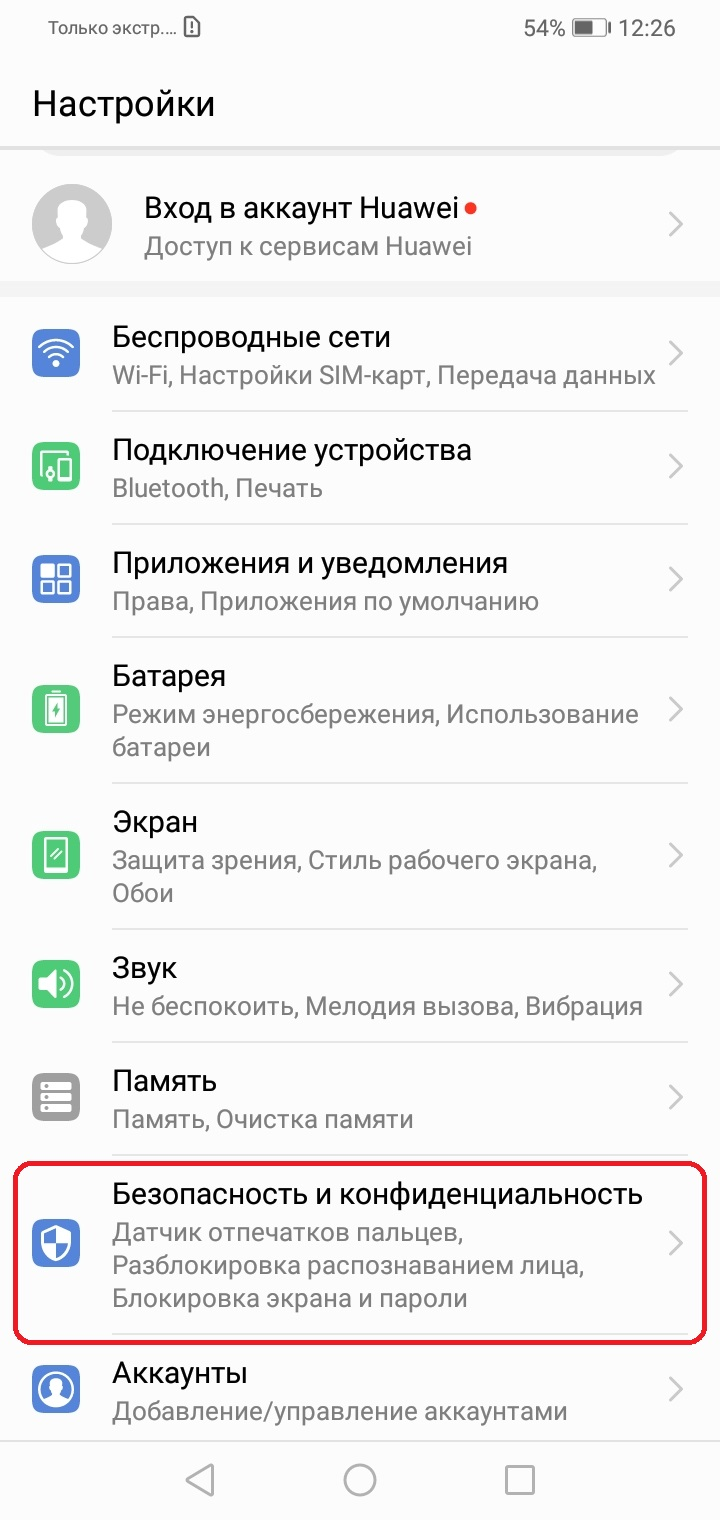 Только экстр....
54% 12:26
Настройки
Вход в аккаунт Huawei
Доступ к сервисам Huawei
Беспроводные сети
Wi-Fi, Настройки SIM-карт, Передача данных
Подключение устройства
Bluetooth, Печать
Приложения и уведомления
Права, Приложения по умолчанию
Батарея
Режим энергосбережения, Использование
батареи
Экран
Защита зрения, Стиль рабочего экрана,
Обои
Звук
Не беспокоить, Мелодия вызова, Вибрация
Память
Память, Очистка памяти
Безопасность и конфиденциальность
Датчик отпечатков пальцев,
Разблокировка распознаванием лица,
Блокировка экрана и пароли
Аккаунты
Добавление/управление аккаунтами